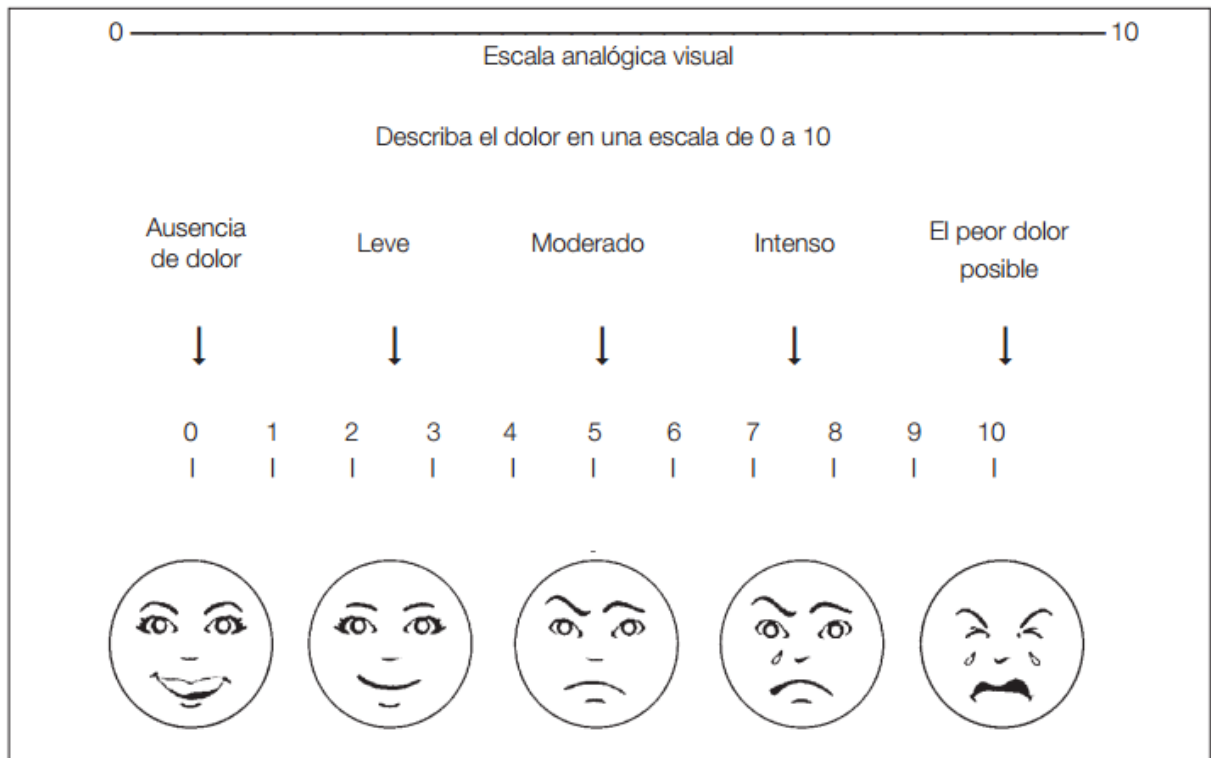 0 10
Escala analógica visual
Describa el dolor en una escala de 0 a 10
Ausencia
de dolor
Leve
Moderado
Intenso
El peor dolor
posible
0 1 2 3 4 5 6 7 8 9 10